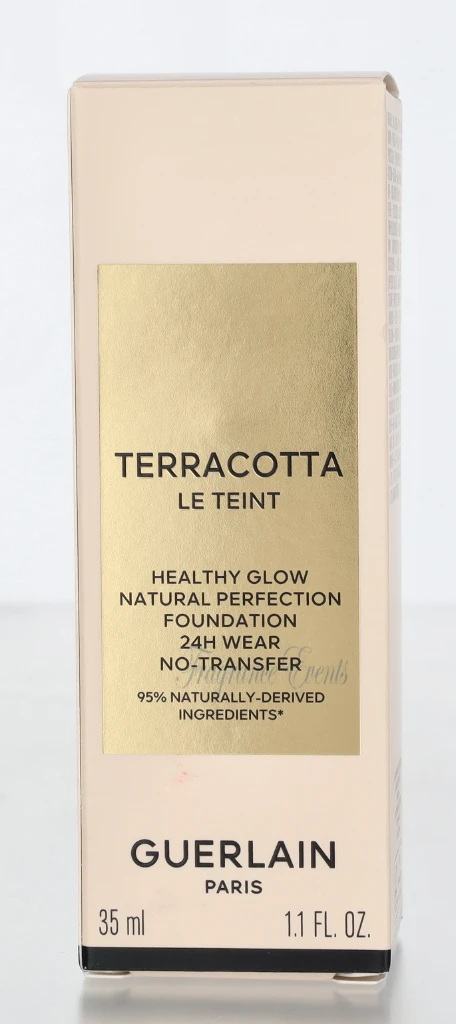 TERRACOTTA
LE TEINT
HEALTHY GLOW
NATURAL PERFECTION
FOUNDATION
24H WEAR
NO-TRANSFER
Fragrance Events
95% NATURALLY-DERIVED
INGREDIENTS*
GUERLAIN
PARIS
35 ml 1.1 FL. OZ.